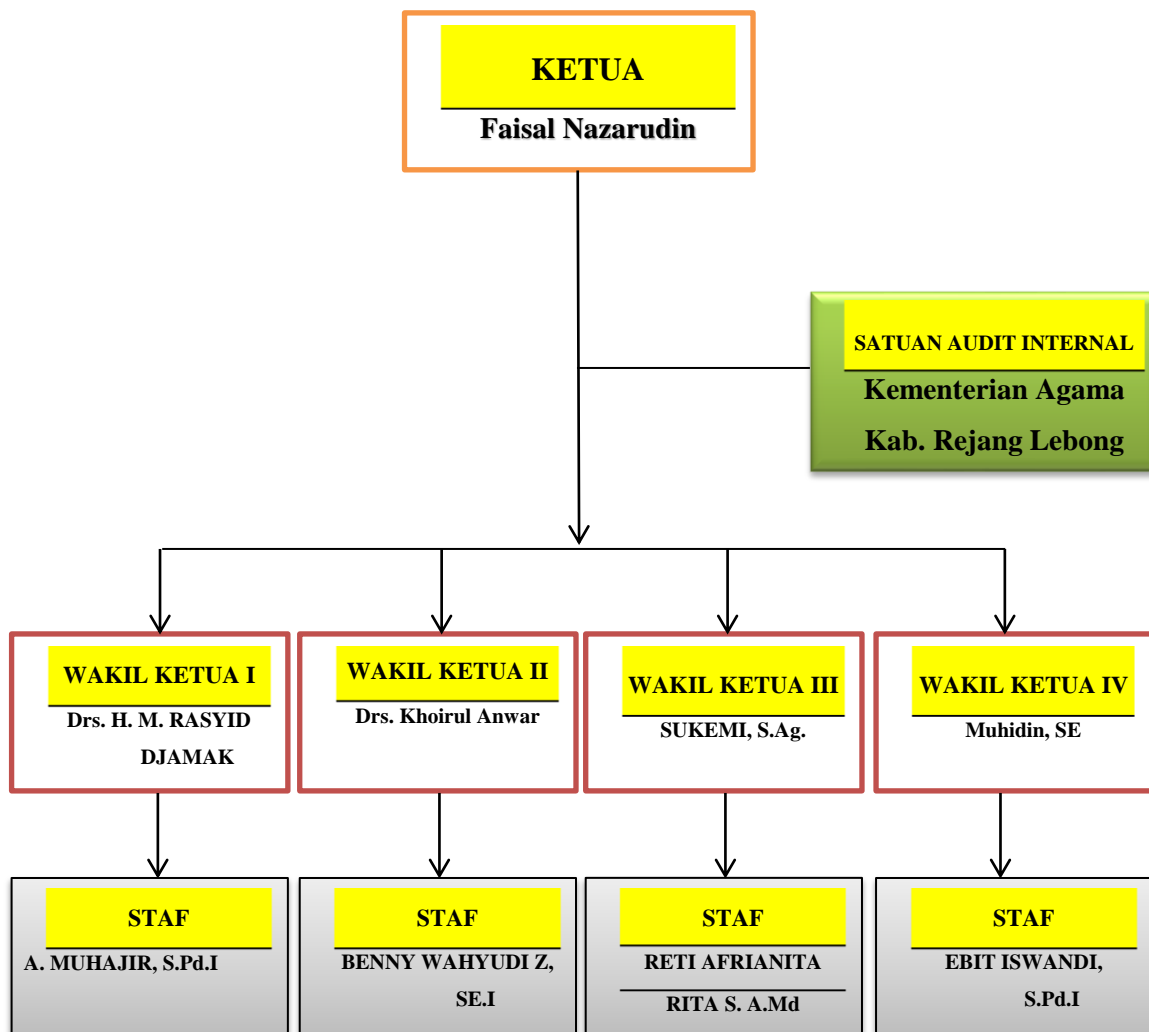 KETUA
Faisal Nazarudin
SATUAN AUDIT INTERNAL
Kementerian Agama
Kab. Rejang Lebong
WAKIL KETUA I
Drs. H. M. RASYID
DJAMAK
WAKIL KETUA II
Drs. Khoirul Anwar
WAKIL KETUA III
SUKEMI, S.Ag.
WAKIL KETUA IV
Muhidin, SE
STAF
A. MUHAJIR, S.Pd.I
STAF
BENNY WAHYUDI Z,
SE.I
STAF
RETI AFRIANITA
RITA S. A.Md
STAF
EBIT ISWANDI,
S.Pd.I